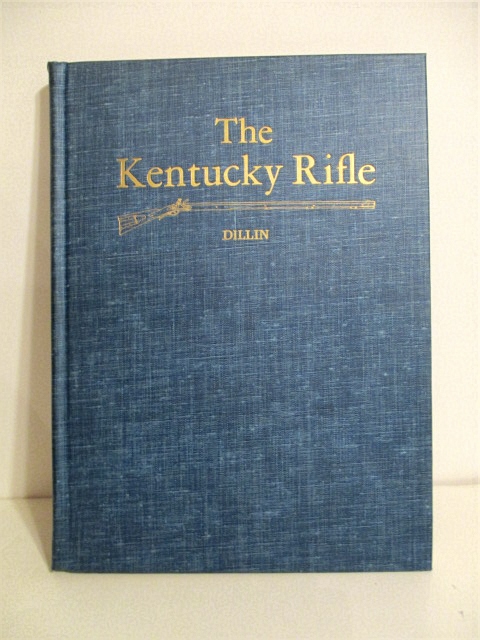 The
Kentucky Rifle
DILLIN